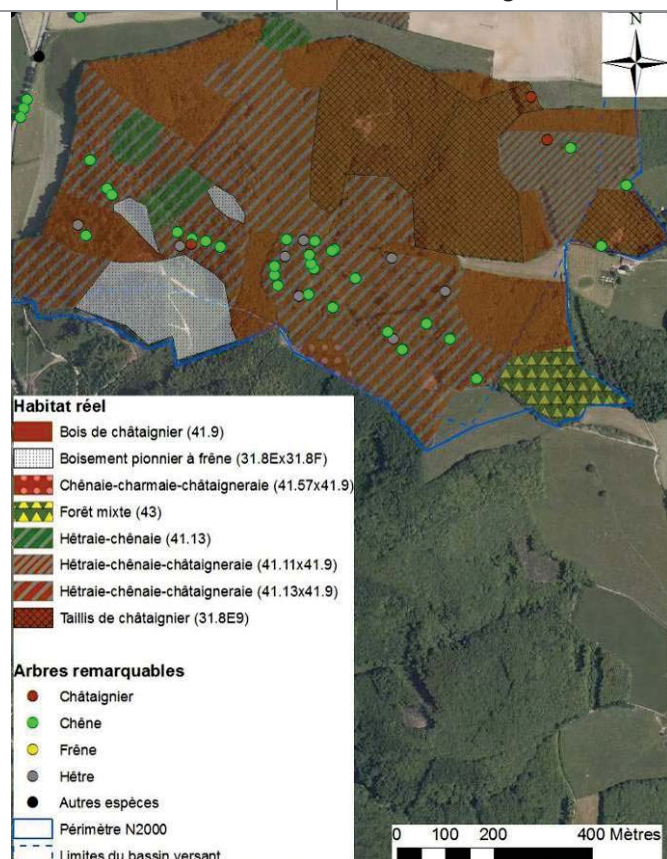 N
Habitat réel
Bois de châtaignier (41.9)
Boisement pionnier à frêne (31.8Ex31.8F)
Chênaie-charmaie-châtaigneraie (41.57x41.9)
Forêt mixte (43)
Hêtraie-chênaie (41.13)
Hêtraie-chênaie-châtaigneraie (41.11x41.9)
Hêtraie-chênaie-châtaigneraie (41.13x41.9)
Taillis de châtaignier (31.8E9)
Arbres remarquables
Châtaignier
Chêne
Frêne
Hêtre
Autres espèces
Périmètre N2000
Limites du bassin versant
0 100 200 400 Mètres